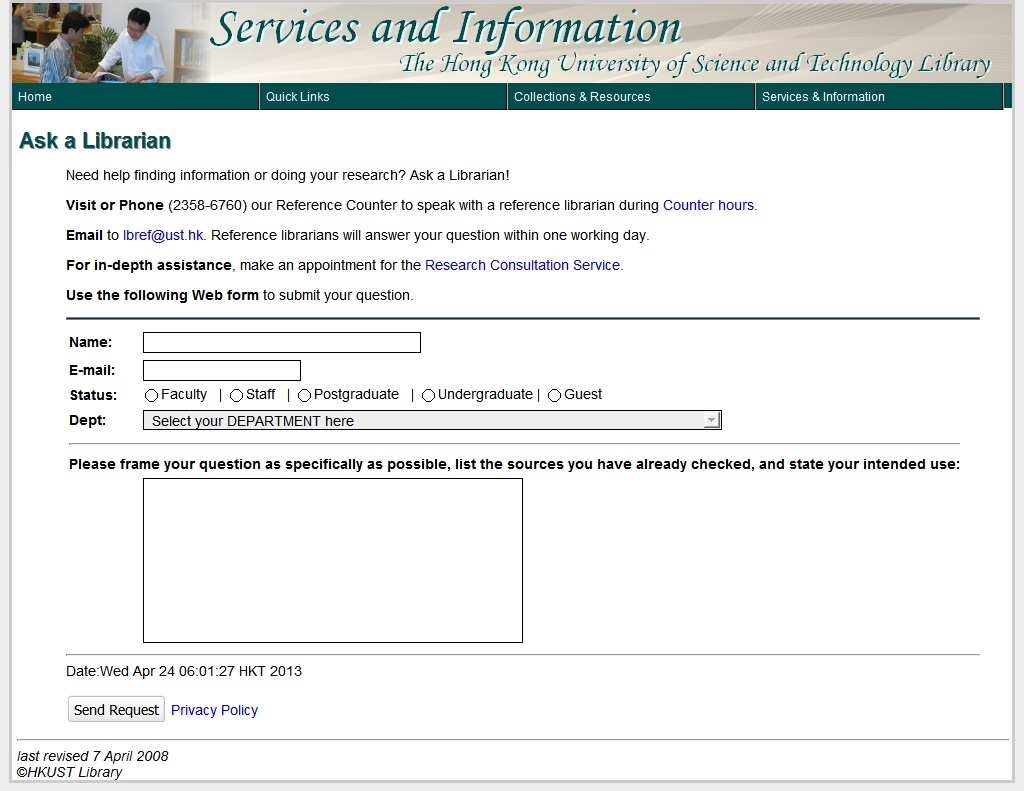 Services and Information
The Hong Kong University of Science and Technology Library
Home Quick Links Collections & Resources Services & Information
Ask a Librarian
Need help finding information or doing your research? Ask a Librarian!
Visit or Phone (2358-6760) our Reference Counter to speak with a reference librarian during Counter hours.
Email to lbref@ust.hk. Reference librarians will answer your question within one working day.
For in-depth assistance, make an appointment for the Research Consultation Service.
Use the following Web form to submit your question.
Name:
E-mail:
Status: Faculty | Staff | Postgraduate | Undergraduate | Guest
Dept: Select your DEPARTMENT here
Please frame your question as specifically as possible, list the sources you have already checked, and state your intended use:
Date:Wed Apr 24 06:01:27 HKT 2013
Send Request Privacy Policy
last revised 7 April 2008
©HKUST Library